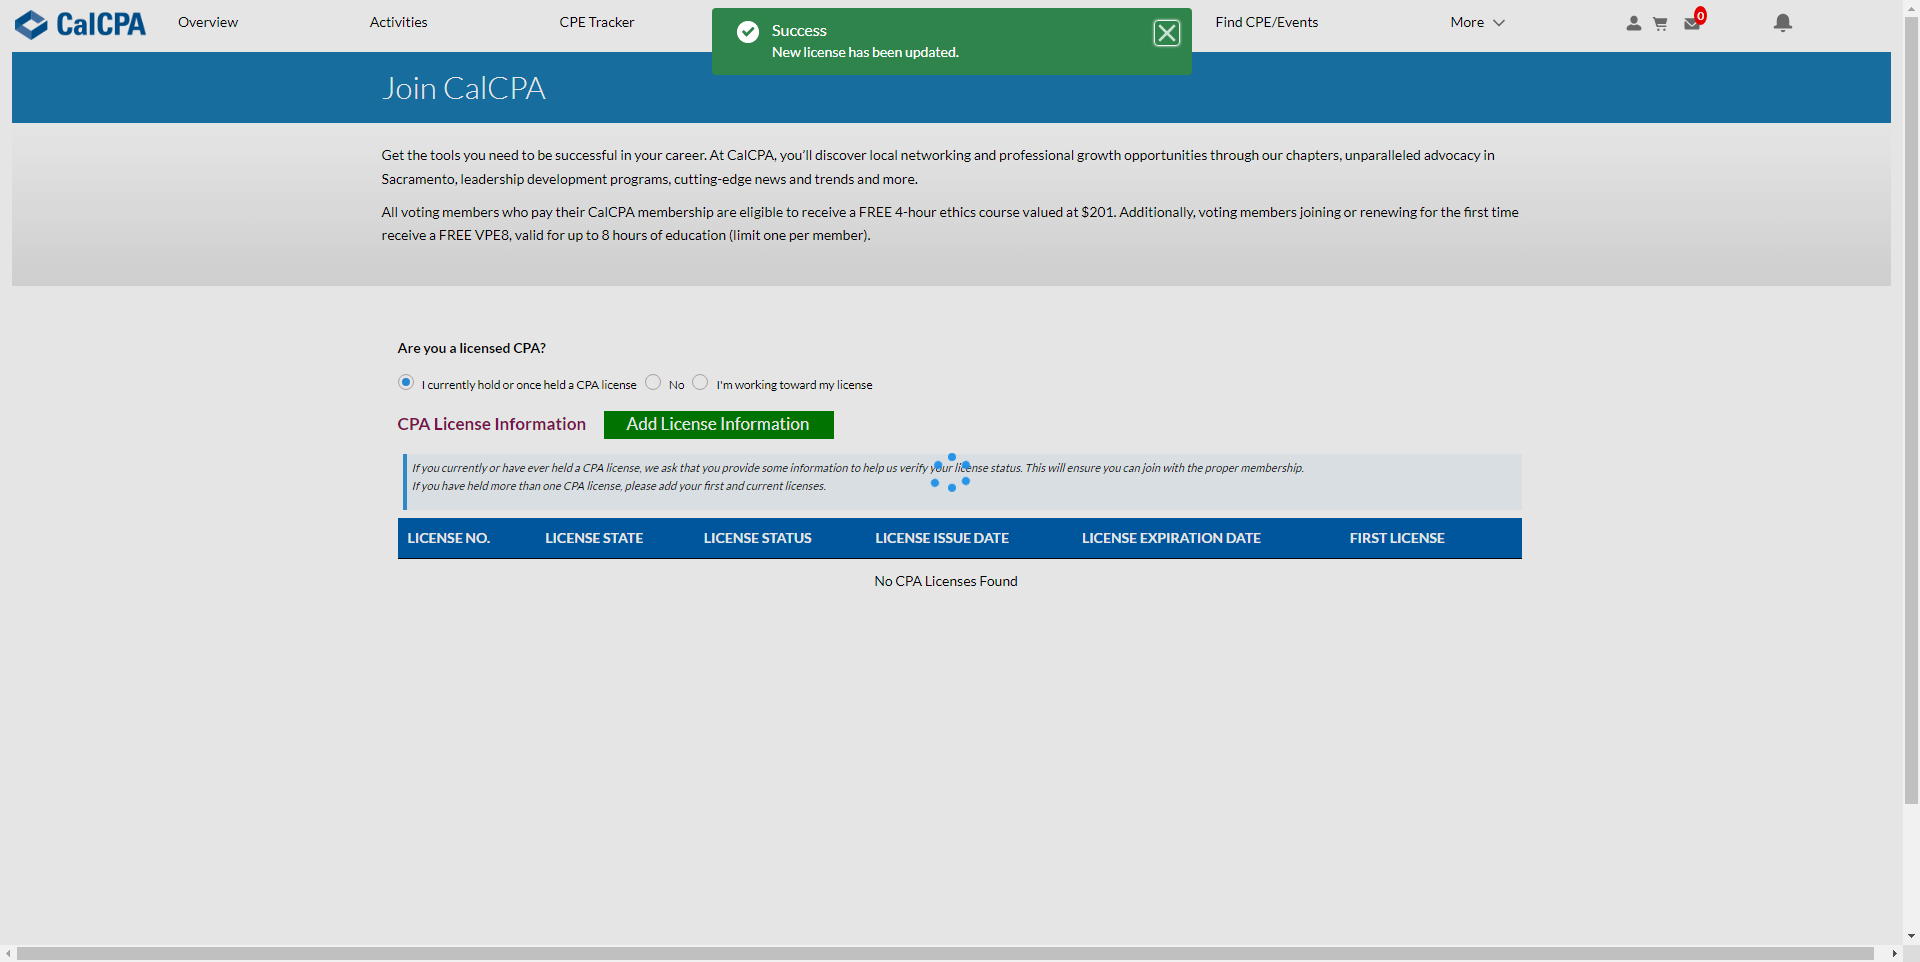 CalCPA
Overview
Activities
CPE Tracker
Find CPE/Events
More
0
Success
New license has been updated.
Join CalCPA
Get the tools you need to be successful in your career. At CalCPA, you’ll discover local networking and professional growth opportunities through our chapters, unparalleled advocacy in
Sacramento, leadership development programs, cutting-edge news and trends and more.
All voting members who pay their CalCPA membership are eligible to receive a FREE 4-hour ethics course valued at $201. Additionally, voting members joining or renewing for the first time
receive a FREE VPE8, valid for up to 8 hours of education (limit one per member).
Are you a licensed CPA?
I currently hold or once held a CPA license No I'm working toward my license
CPA License Information Add License Information
If you currently or have ever held a CPA license, we ask that you provide some information to help us verify your license status. This will ensure you can join with the proper membership.
If you have held more than one CPA license, please add your first and current licenses.
LICENSE NO. LICENSE STATE LICENSE STATUS LICENSE ISSUE DATE LICENSE EXPIRATION DATE FIRST LICENSE
No CPA Licenses Found